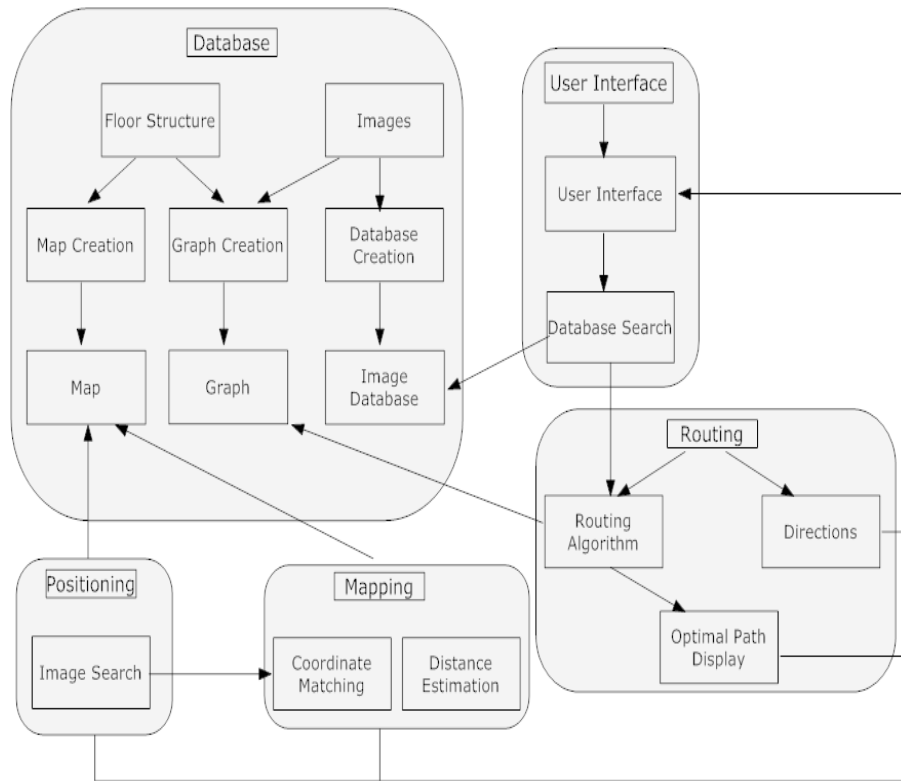 Database
Floor Structure
Images
Map Creation
Graph Creation
Database
Creation
Map
Graph
Image
Database
User Interface
User Interface
Database Search
Routing
Routing
Algorithm
Directions
Optimal Path
Display
Positioning
Image Search
Mapping
Coordinate
Matching
Distance
Estimation